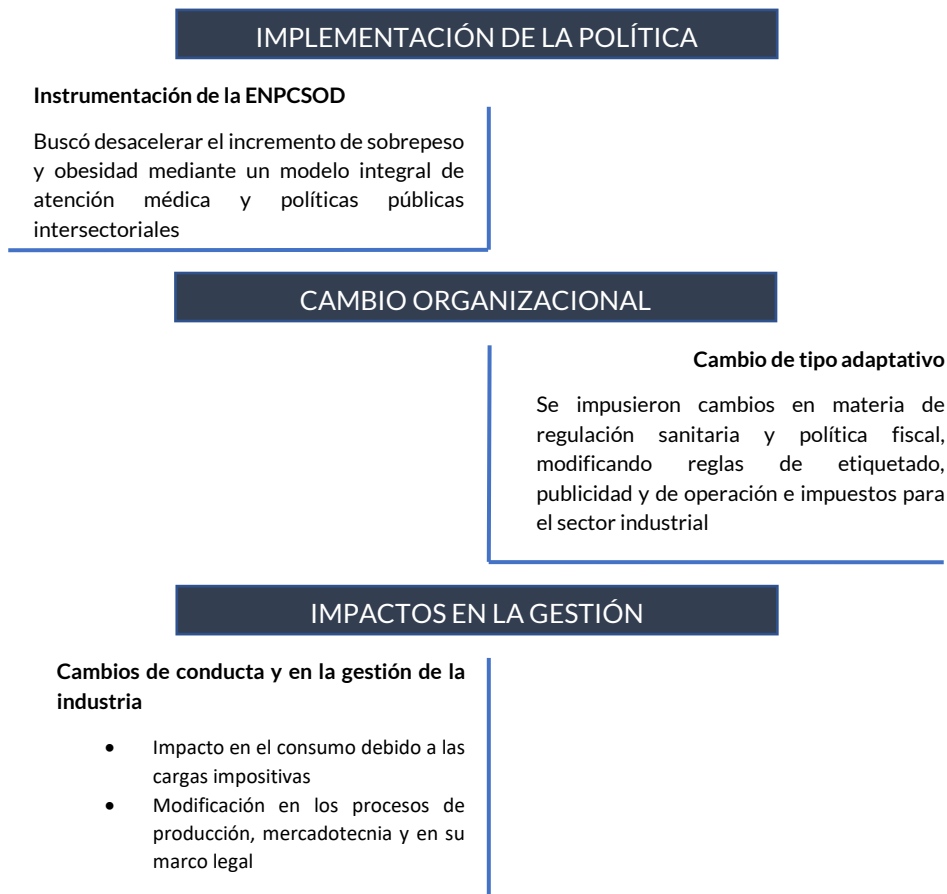 IMPLEMENTACIÓN DE LA POLÍTICA
Instrumentación de la ENPCSOD
Buscó desacelerar el incremento de sobrepeso
y obesidad mediante un modelo integral de
atención médica y políticas públicas
intersectoriales
CAMBIO ORGANIZACIONAL
Cambio de tipo adaptativo
Se impusieron cambios en materia de
regulación sanitaria y política fiscal,
modificando reglas de etiquetado,
publicidad y de operación e impuestos para
el sector industrial
IMPACTOS EN LA GESTIÓN
Cambios de conducta y en la gestión de la
industria
• Impacto en el consumo debido a las
cargas impositivas
• Modificación en los procesos de
producción, mercadotecnia y en su
marco legal